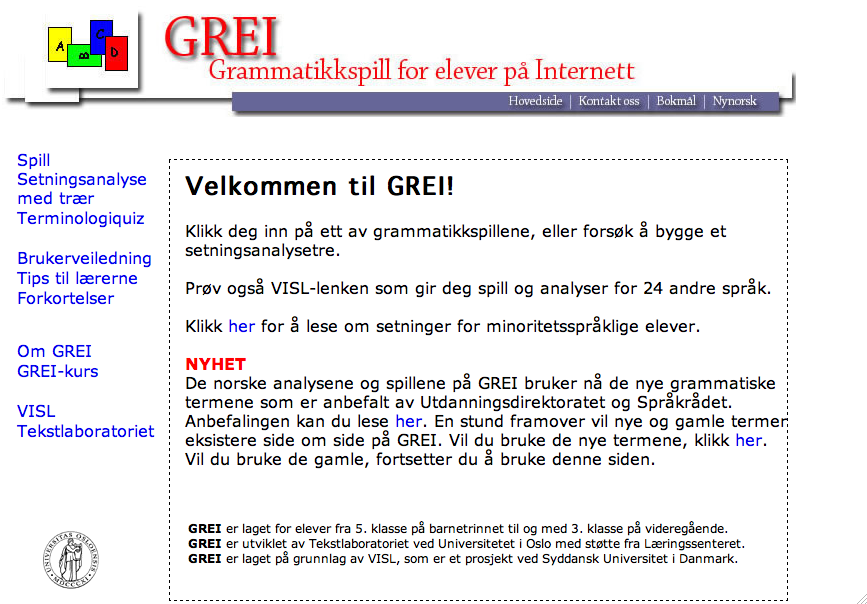 A B C D
GREI
Grammatikkspill for elever på Internett
Hovedside | Kontakt oss | Bokmål | Nynorsk
Spill
Setningsanalyse
med trær
Terminologiquiz
Brukerveiledning
Tips til lærerne
Forkortelser
Om GREI
GREI-kurs
VISL
Tekstlaboratoriet
Velkommen til GREI!
Klikk deg inn på ett av grammatikkspillene, eller forsøk å bygge et
setningsanalysetre.
Prøv også VISL-lenken som gir deg spill og analyser for 24 andre språk.
Klikk her for å lese om setninger for minoritetsspråklige elever.
NYHET
De norske analysene og spillene på GREI bruker nå de nye grammatiske
termene som er anbefalt av Utdanningsdirektoratet og Språkrådet.
Anbefalingen kan du lese her. En stund framover vil nye og gamle termer
eksistere side om side på GREI. Vil du bruke de nye termene, klikk her.
Vil du bruke de gamle, fortsetter du å bruke denne siden.
GREI er laget for elever fra 5. klasse på barnetrinnet til og med 3. klasse på videregående.
GREI er utviklet av Tekstlaboratoriet ved Universitetet i Oslo med støtte fra Læringssenteret.
GREI er laget på grunnlag av VISL, som er et prosjekt ved Syddansk Universitet i Danmark.
UNIVERSITAS OSLOENSIS
MDCCCXI